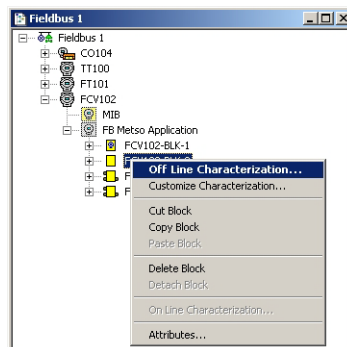 Fieldbus 1
Fieldbus 1
CO104
TT100
FT101
FCV102
MIB
FB Metso Application
FCV102-BLK-1
F
F
Off Line Characterization...
Customize Characterization...
Cut Block
Copy Block
Paste Block
Delete Block
Detach Block
On Line Characterization...
Attributes...